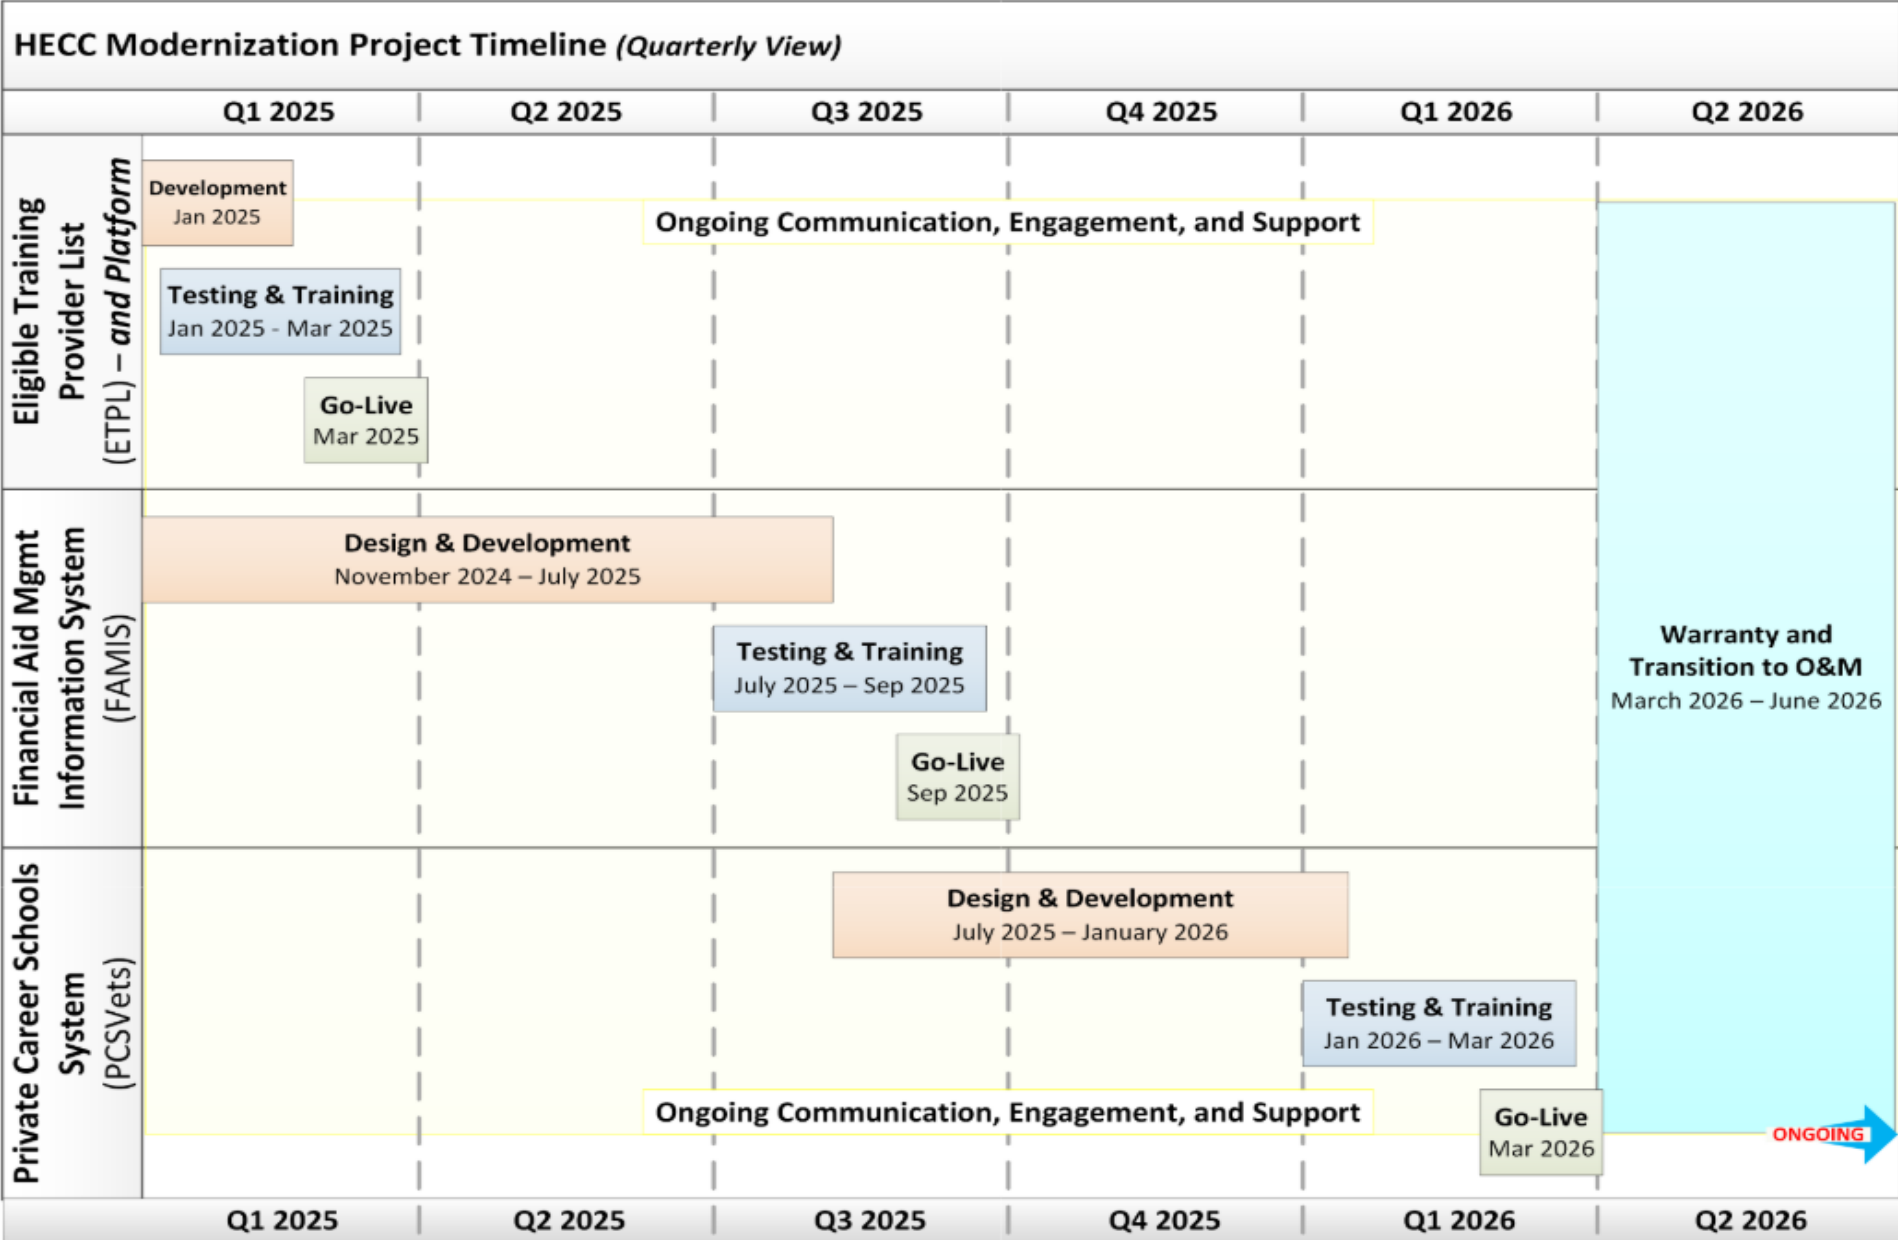 HECC Modernization Project Timeline (Quarterly View)
Q1 2025 Q2 2025 Q3 2025 Q4 2025 Q1 2026 Q2 2026
Eligible Training
Provider List
(ETPL) – and Platform
Development
Jan 2025
Ongoing Communication, Engagement, and Support
Testing & Training
Jan 2025 - Mar 2025
Go-Live
Mar 2025
Financial Aid Mgmt
Information System
(FAMIS)
Design & Development
November 2024 – July 2025
Testing & Training
July 2025 – Sep 2025
Go-Live
Sep 2025
Warranty and
Transition to O&M
March 2026 – June 2026
Private Career Schools
System
(PCSVets)
Design & Development
July 2025 – January 2026
Testing & Training
Jan 2026 – Mar 2026
Ongoing Communication, Engagement, and Support
Go-Live
Mar 2026
ONGOING
Q1 2025 Q2 2025 Q3 2025 Q4 2025 Q1 2026 Q2 2026